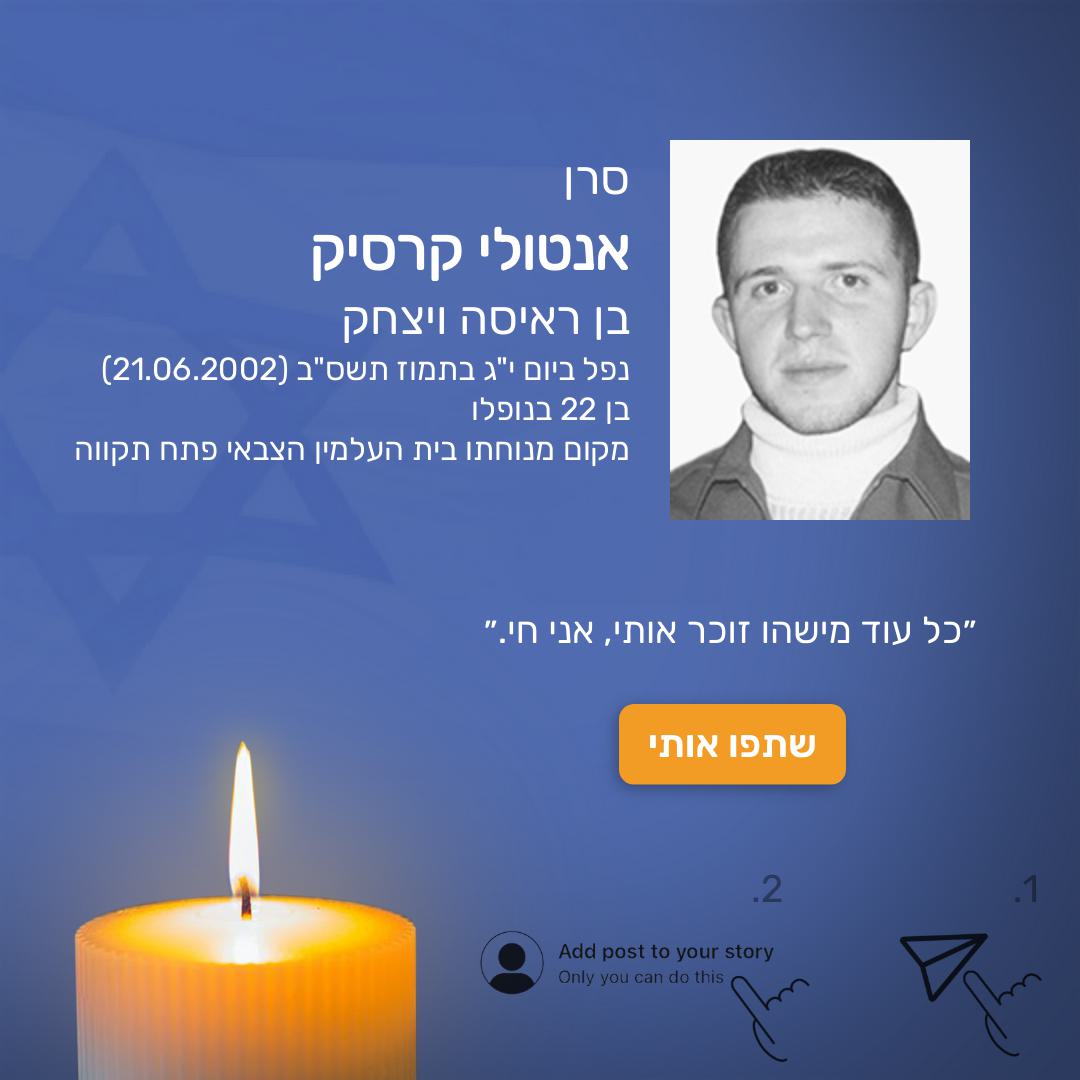 סרן
אנטולי קרסיק
בן ראיסה ויצחק
נפל ביום י"ג בתמוז תשס"ב (21.06.2002)
בן 22 בנופלו
מקום מנוחתו בית העלמין הצבאי פתח תקווה
״כל עוד מישהו זוכר אותי, אני חי.״
שתפו אותי
1.
2.
Add post to your story
Only you can do this